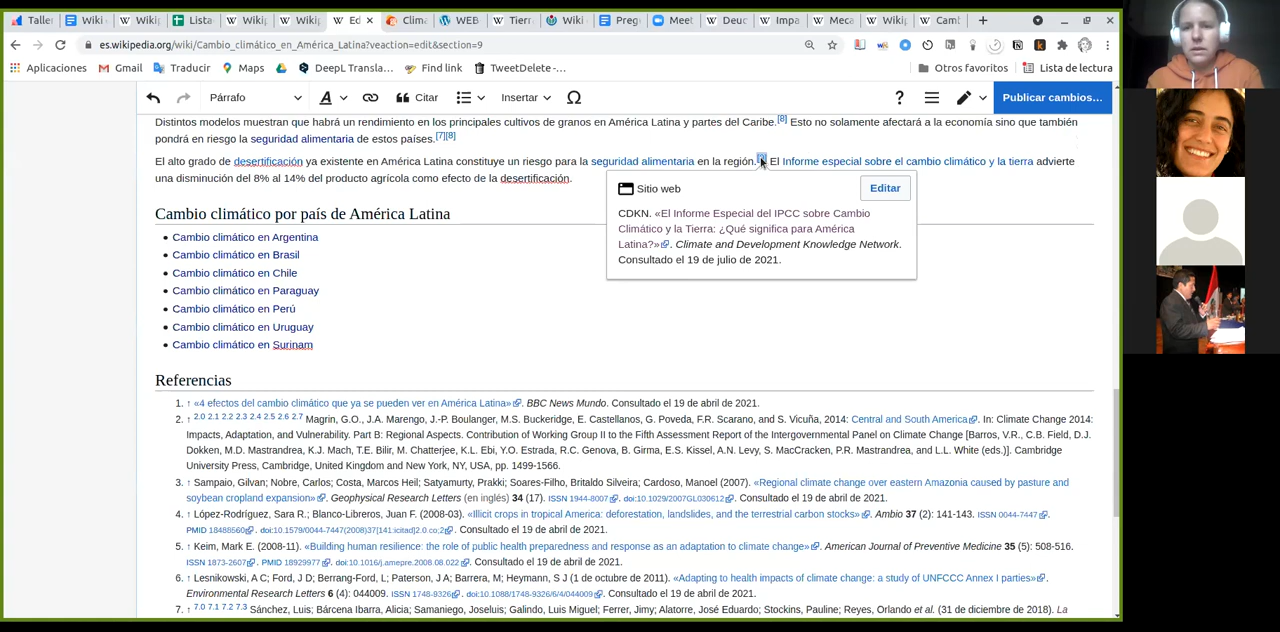 Taller Wiki Wikip Lista Wikip Wikip Ed Clima WEB Tierr Wiki Preg Meet Deuc Impa Meca Wikip Camb
es.wikipedia.org/wiki/Cambio_climático_en_América_Latina?veaction=edit&section=9
Aplicaciones Gmail Traducir Maps DeepL Transla... Find link TweetDelete -... Otros favoritos Lista de lectura
Párrafo A Citar Insertar Ω ? Publicar cambios...
Distintos modelos muestran que habrá un rendimiento en los principales cultivos de granos en América Latina y partes del Caribe.[8] Esto no solamente afectará a la economía sino que también
pondrá en riesgo la seguridad alimentaria de estos países.[7][8]
El alto grado de desertificación ya existente en América Latina constituye un riesgo para la seguridad alimentaria en la región. El Informe especial sobre el cambio climático y la tierra advierte
una disminución del 8% al 14% del producto agrícola como efecto de la desertificación.
Sitio web Editar
CDKN. «El Informe Especial del IPCC sobre Cambio
Climático y la Tierra: ¿Qué significa para América
Latina?». Climate and Development Knowledge Network.
Consultado el 19 de julio de 2021.
Cambio climático por país de América Latina
• Cambio climático en Argentina
• Cambio climático en Brasil
• Cambio climático en Chile
• Cambio climático en Paraguay
• Cambio climático en Perú
• Cambio climático en Uruguay
• Cambio climático en Surinam
Referencias
1. ↑ «4 efectos del cambio climático que ya se pueden ver en América Latina». BBC News Mundo. Consultado el 19 de abril de 2021.
2. ↑ 2.0 2.1 2.2 2.3 2.4 2.5 2.6 2.7 Magrin, G.O., J.A. Marengo, J.-P. Boulanger, M.S. Buckeridge, E. Castellanos, G. Poveda, F.R. Scarano, and S. Vicuña, 2014: Central and South America. In: Climate Change 2014:
Impacts, Adaptation, and Vulnerability. Part B: Regional Aspects. Contribution of Working Group II to the Fifth Assessment Report of the Intergovernmental Panel on Climate Change [Barros, V.R., C.B. Field, D.J.
Dokken, M.D. Mastrandrea, K.J. Mach, T.E. Bilir, M. Chatterjee, K.L. Ebi, Y.O. Estrada, R.C. Genova, B. Girma, E.S. Kissel, A.N. Levy, S. MacCracken, P.R. Mastrandrea, and L.L. White (eds.)]. Cambridge
University Press, Cambridge, United Kingdom and New York, NY, USA, pp. 1499-1566.
3. ↑ Sampaio, Gilvan; Nobre, Carlos; Costa, Marcos Heil; Satyamurty, Prakki; Soares-Filho, Britaldo Silveira; Cardoso, Manoel (2007). «Regional climate change over eastern Amazonia caused by pasture and
soybean cropland expansion». Geophysical Research Letters (en inglés) 34 (17). ISSN 1944-8007. doi:10.1029/2007GL030612. Consultado el 19 de abril de 2021.
4. ↑ López-Rodríguez, Sara R.; Blanco-Libreros, Juan F. (2008-03). «Illicit crops in tropical America: deforestation, landslides, and the terrestrial carbon stocks». Ambio 37 (2): 141-143. ISSN 0044-7447.
PMID 18488560. doi:10.1579/0044-7447(2008)37[141:icitad]2.0.co;2. Consultado el 19 de abril de 2021.
5. ↑ Keim, Mark E. (2008-11). «Building human resilience: the role of public health preparedness and response as an adaptation to climate change». American Journal of Preventive Medicine 35 (5): 508-516.
ISSN 1873-2607. PMID 18929977. doi:10.1016/j.amepre.2008.08.022. Consultado el 19 de abril de 2021.
6. ↑ Lesnikowski, A C; Ford, J D; Berrang-Ford, L; Paterson, J A; Barrera, M; Heymann, S J (1 de octubre de 2011). «Adapting to health impacts of climate change: a study of UNFCCC Annex I parties».
Environmental Research Letters 6 (4): 044009. ISSN 1748-9326. doi:10.1088/1748-9326/6/4/044009. Consultado el 19 de abril de 2021.
7. ↑ 7.0 7.1 7.2 7.3 Sánchez, Luis; Bárcena Ibarra, Alicia; Samaniego, Joseluis; Galindo, Luis Miguel; Ferrer, Jimy; Alatorre, José Eduardo; Stockins, Pauline; Reyes, Orlando et al. (31 de diciembre de 2018). La